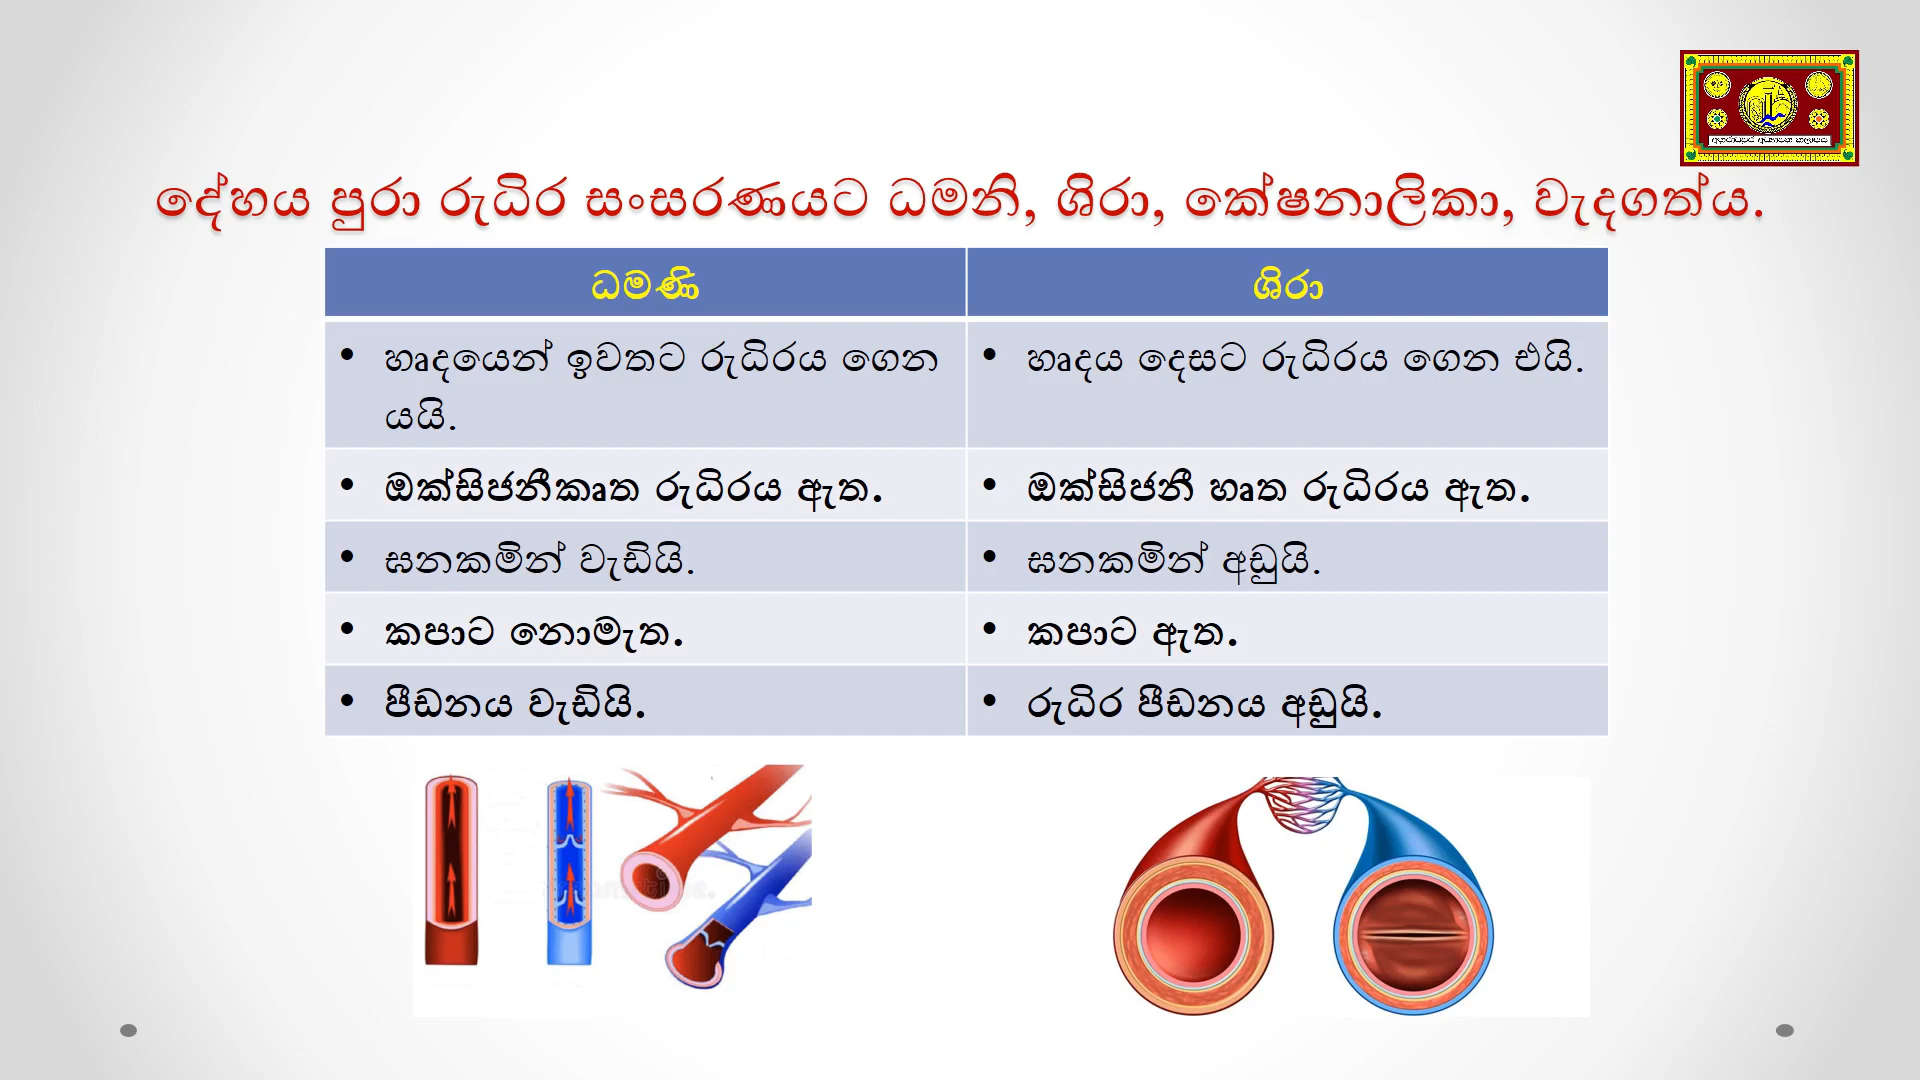 දේහය පුරා රුධිර සංසරණයට ධමනි, ශිරා, කේෂනාලිකා, වැදගත්ය.
ධමණි
ශිරා
• හෘදයෙන් ඉවතට රුධිරය ගෙන
යයි.
• හෘදය දෙසට රුධිරය ගෙන එයි.
• ඔක්සිජනීකෘත රුධිරය ඇත.
• ඔක්සිජනී හෘත රුධිරය ඇත.
• ඝනකමින් වැඩියි.
• ඝනකමින් අඩුයි.
• කපාට නොමැත.
• කපාට ඇත.
• පීඩනය වැඩියි.
• රුධිර පීඩනය අඩුයි.